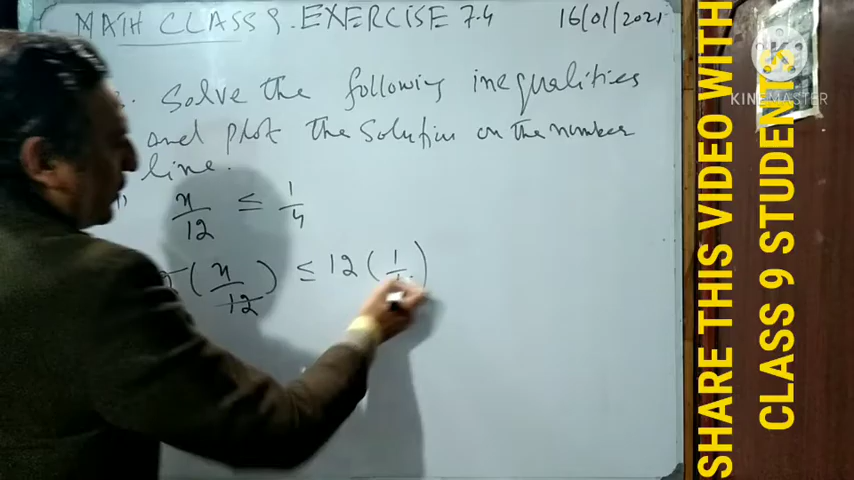 MATH CLASS 9. EXERCISE 7.4 16/01/2021
Solve the following inequalities
and plot the solution on the number
line.
x/12 ≤ 1/4
(x/12) ≤ 12 (1/
KINEMASTER
SHARE THIS VIDEO WITH
CLASS 9 STUDENTS